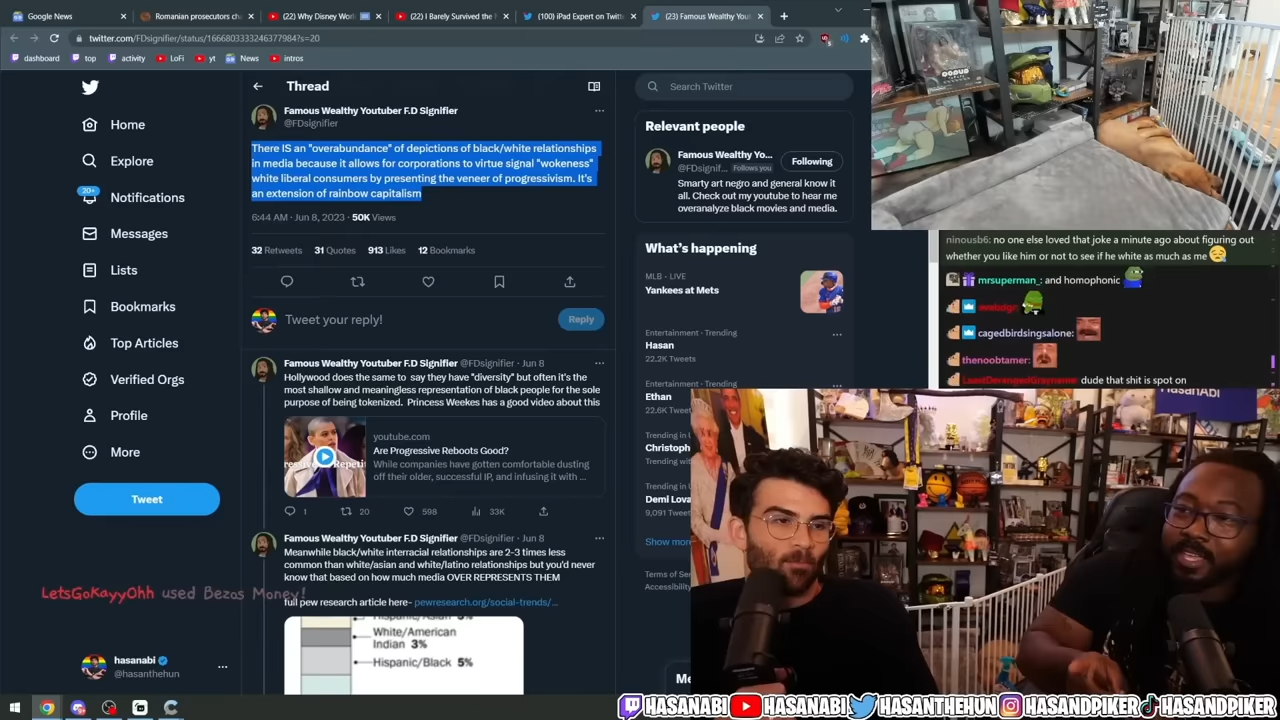 Google News
Romanian prosecutors ch
(22) Why Disney Wor
(22) I Barely Survived the
(100) iPad Expert on Twitter
(23) Famous Wealthy You
twitter.com/FDsignifier/status/1666803333246377984?s=20
dashboard
top
activity
LoFi
yt
News
intros
Home
Explore
20+
Notifications
Messages
Lists
Bookmarks
Top Articles
Verified Orgs
Profile
More
Tweet
hasanabi
@hasanthehun
Thread
Famous Wealthy Youtuber F.D Signifier
@FDsignifier
There IS an "overabundance" of depictions of black/white relationships
in media because it allows for corporations to virtue signal "wokeness"
white liberal consumers by presenting the veneer of progressivism. It's
an extension of rainbow capitalism
6:44 AM · Jun 8, 2023 · 50K Views
32 Retweets 31 Quotes 913 Likes 12 Bookmarks
Tweet your reply!
Reply
Famous Wealthy Youtuber F.D Signifier @FDsignifier · Jun 8
Hollywood does the same to say they have "diversity" but often it's the
most shallow and meaningless representation of black people for the sole
purpose of being tokenized. Princess Weekes has a good video about this
youtube.com
Are Progressive Reboots Good?
While companies have gotten comfortable dusting
off their older, successful IP, and infusing it with ...
1 20 598 33K
Famous Wealthy Youtuber F.D Signifier @FDsignifier · Jun 8
Meanwhile black/white interracial relationships are 2-3 times less
common than white/asian and white/latino relationships but you'd never
know that based on how much media OVER REPRESENTS THEM
full pew research article here- pewresearch.org/social-trends/...
White/American
Indian 3%
Hispanic/Black 5%
LetsGoKayyOhh used Bezos Money!
Search Twitter
Relevant people
Famous Wealthy Yo...
@FDsignif... Follows you
Following
Smarty art negro and general know it
all. Check out my youtube to hear me
overanalyze black movies and media.
What's happening
MLB · LIVE
Yankees at Mets
Entertainment · Trending
Hasan
22.2K Tweets
Entertainment · Trending
Ethan
22.6K Tweets
Trending in
Christoph
Trending wit
Trending in
Demi Lova
9,091 Tweets
Show mor
Terms of Ser
Accessibility
Me
ninousb6: no one else loved that joke a minute ago about figuring out
whether you like him or not to see if he white as much as me
mrsuperman_: and homophonic
cagedbirdsingsalone:
thenoobtamer:
dude that shit is spot on
HasanAbi
HASANABI HASANABI HASANTHEHUN HASANDPIKER HASANDPIKER